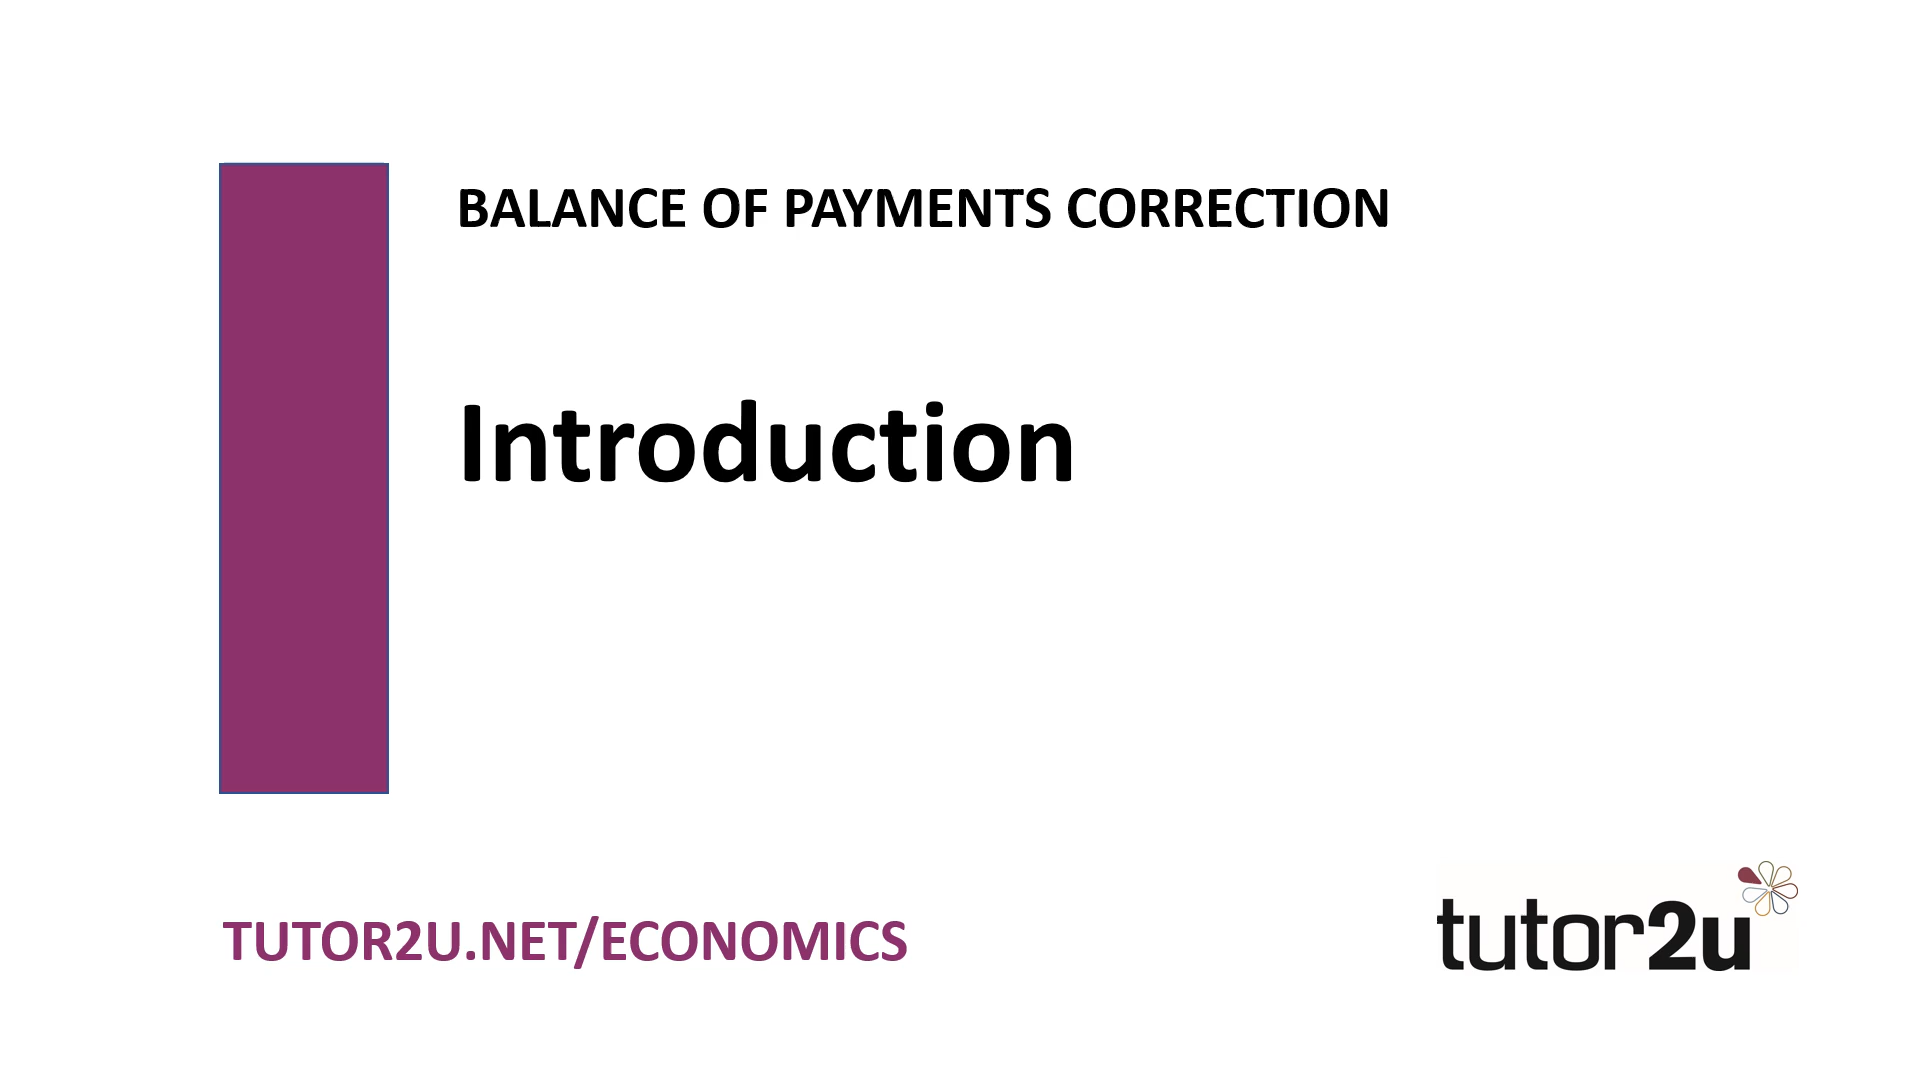 BALANCE OF PAYMENTS CORRECTION
Introduction
TUTOR2U.NET/ECONOMICS
tutor2u